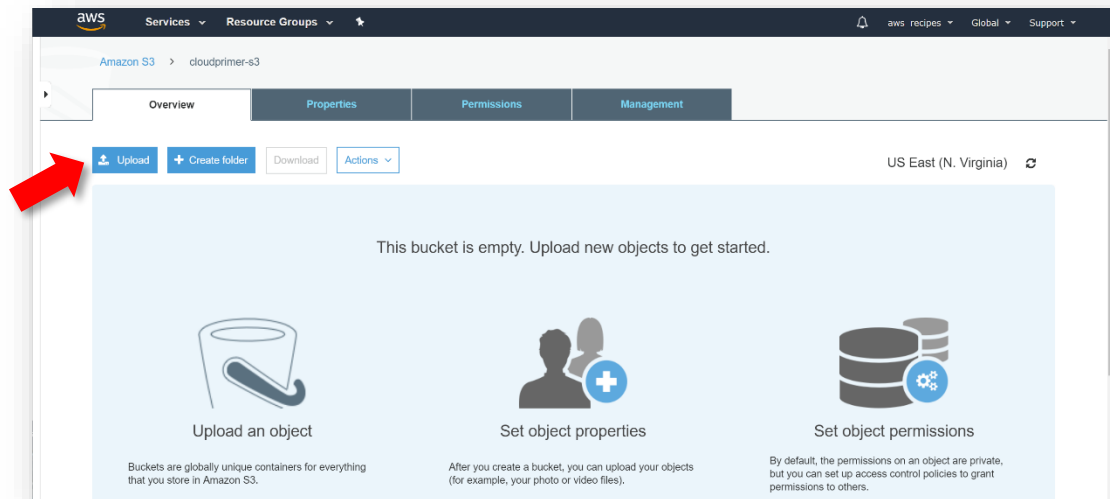 aws Services Resource Groups aws recipes Global Support
Amazon S3 > cloudprimer-s3
Overview Properties Permissions Management
Upload Create folder Download Actions
US East (N. Virginia)
This bucket is empty. Upload new objects to get started.
Upload an object
Buckets are globally unique containers for everything
that you store in Amazon S3.
Set object properties
After you create a bucket, you can upload your objects
(for example, your photo or video files).
Set object permissions
By default, the permissions on an object are private,
but you can set up access control policies to grant
permissions to others.